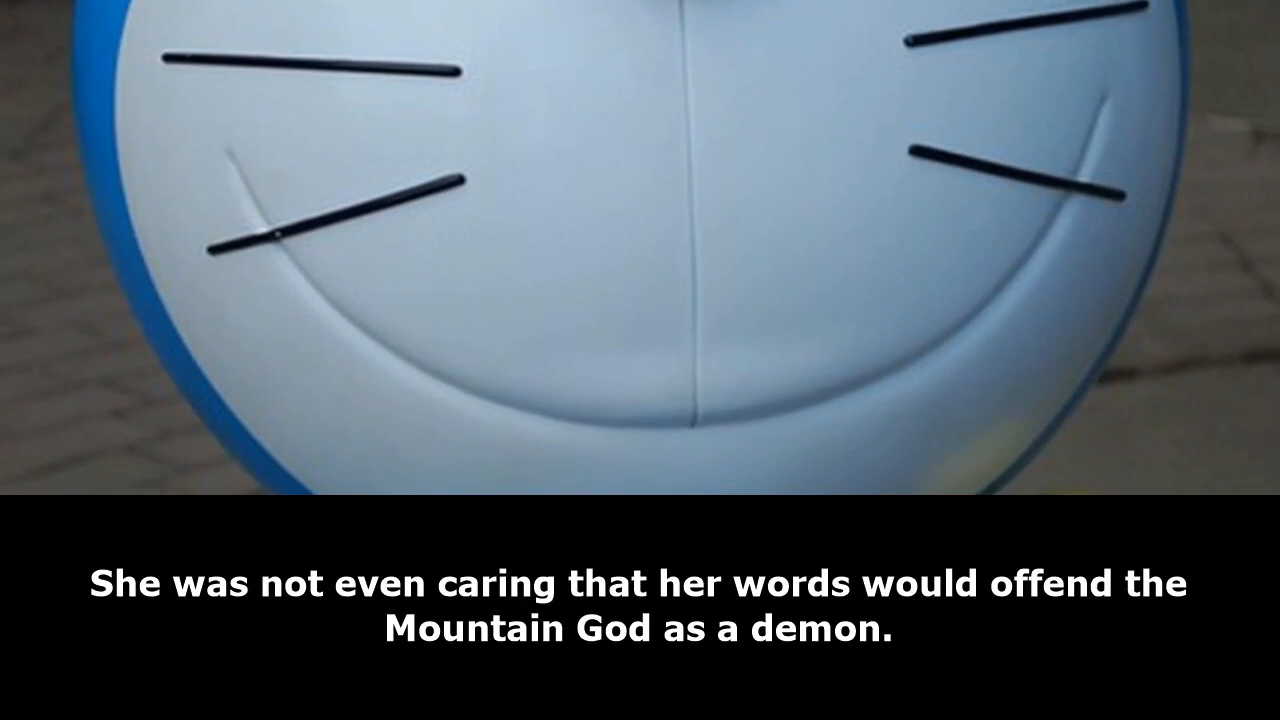 She was not even caring that her words would offend the
Mountain God as a demon.